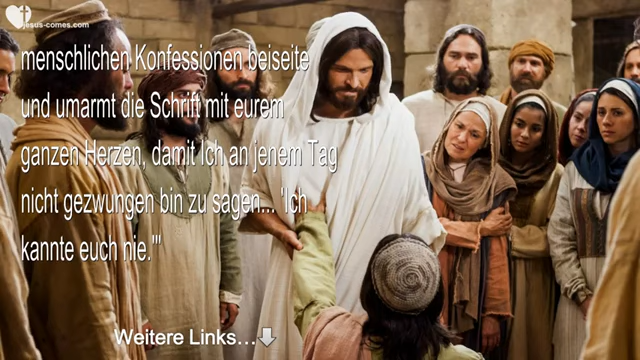 jesus-comes.com
menschlichen Konfessionen beiseite
und umarmt die Schrift mit eurem
ganzen Herzen, damit Ich an jenem Tag
nicht gezwungen bin zu sagen... 'Ich
kannte euch nie.'"
Weitere Links...